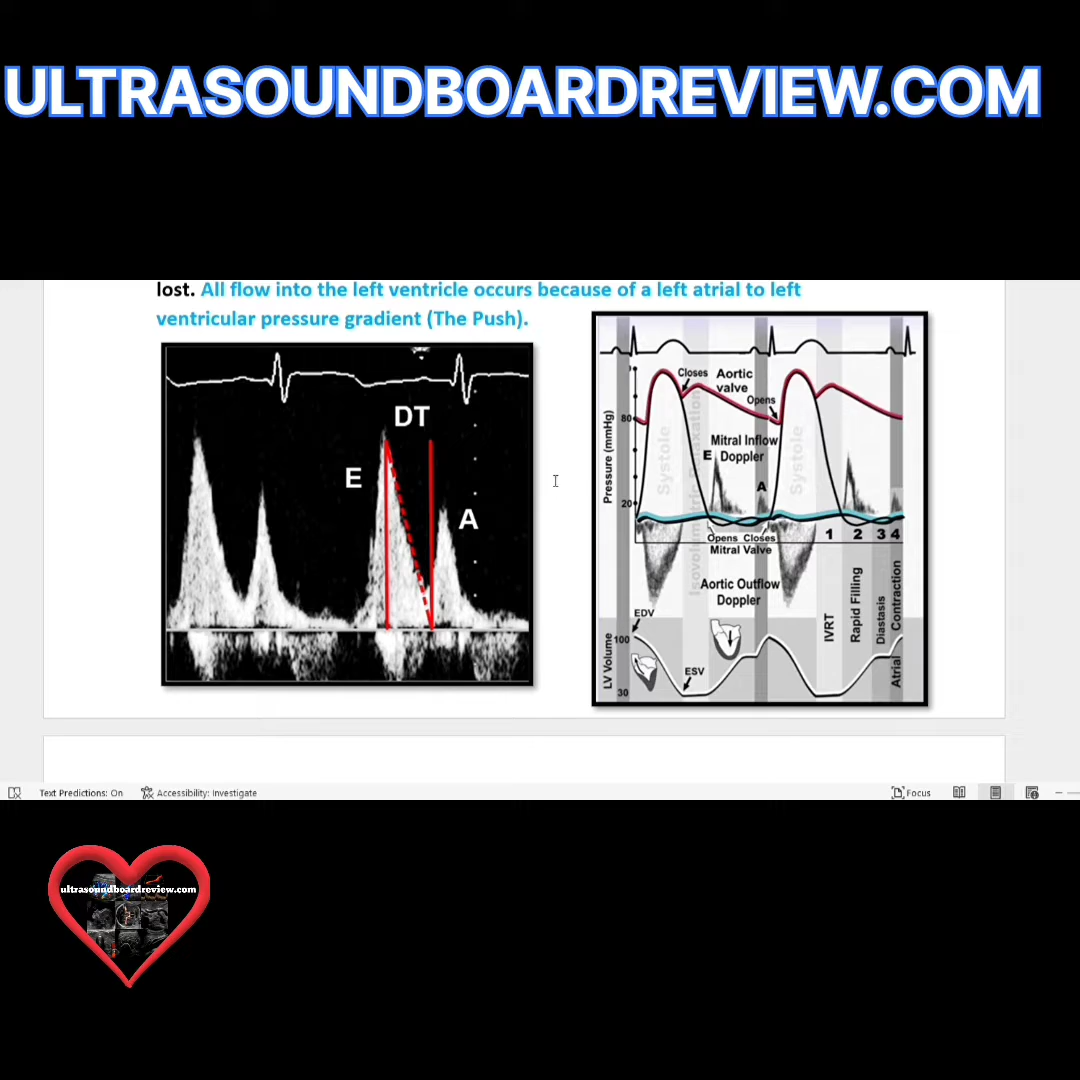 ULTRASOUNDBOARDREVIEW.COM
lost. All flow into the left ventricle occurs because of a left atrial to left
ventricular pressure gradient (The Push).
DT
E
A
Closes
Aortic
valve
Opens
80
Pressure (mmHg)
Systole
Isovolumetric Relaxation
Systole
Mitral Inflow
Doppler
E
A
20
Opens Closes
Mitral Valve
1 2 3 4
Aortic Outflow
Doppler
IVRT
Rapid Filling
Diastasis
Atrial Contraction
EDV
100
LV Volume
ESV
30
Text Predictions: On
Accessibility: Investigate
Focus
ultrasoundboardreview.com